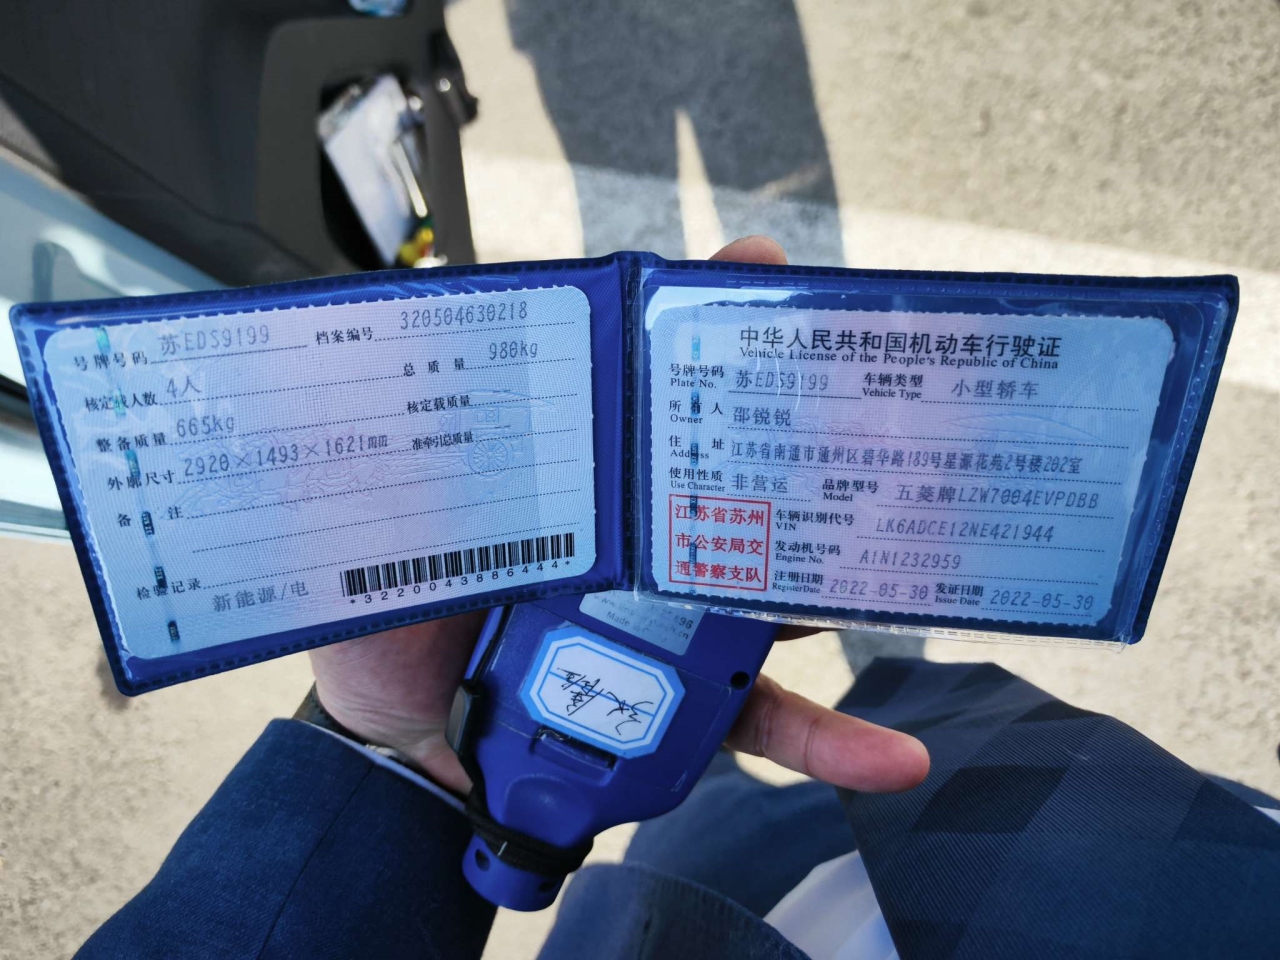 号牌号码 苏EDS9199 档案编号 320504630218
核定载人数 4人 总质量 980kg
整备质量 665kg 核定载质量
外廓尺寸 2920×1493×1621mm 准牵引总质量
备注
检验记录 新能源/电
*3220043886444*
中华人民共和国机动车行驶证
Vehicle License of the People's Republic of China
号牌号码 苏EDS9199 车辆类型 小型轿车
Plate No. Vehicle Type
所有人 邵锐锐
Owner
住址 江苏省南通市通州区碧华路189号星源花苑2号楼202室
Address
使用性质 非营运 品牌型号 五菱牌LZW7004EVPDBB
Use Character Model
江苏省苏州
市公安局交
通警察支队
车辆识别代号 LK6ADCE12NE421944
VIN
发动机号码 A1N1232959
Engine No.
注册日期 2022-05-30 发证日期 2022-05-30
Register Date Issue Date